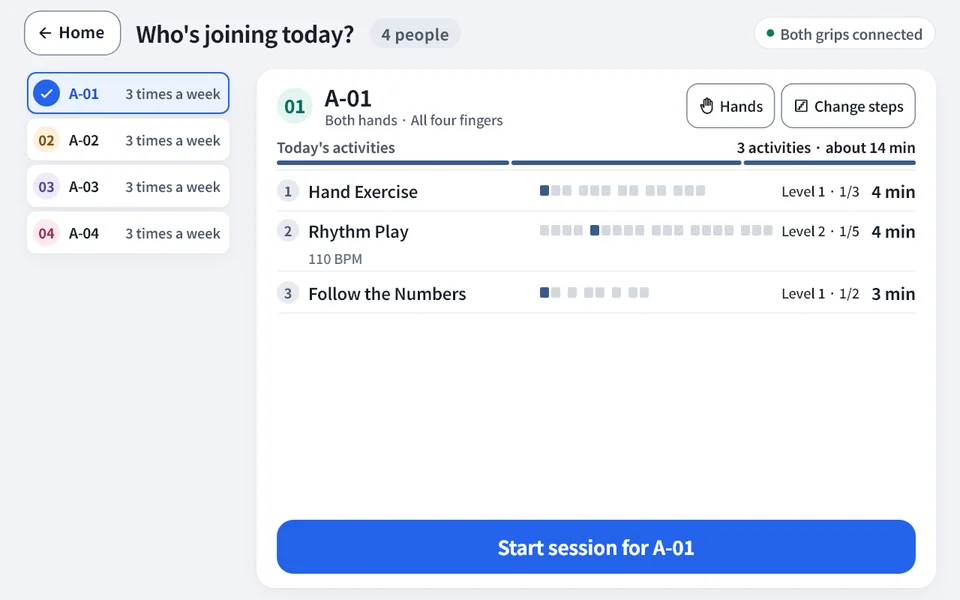 ← Home
Who's joining today?
4 people
Both grips connected
A-01 3 times a week
02 A-02 3 times a week
03 A-03 3 times a week
04 A-04 3 times a week
01 A-01
Both hands · All four fingers
Hands
Change steps
Today's activities
3 activities · about 14 min
1 Hand Exercise Level 1 · 1/3 4 min
2 Rhythm Play Level 2 · 1/5 4 min
110 BPM
3 Follow the Numbers Level 1 · 1/2 3 min
Start session for A-01